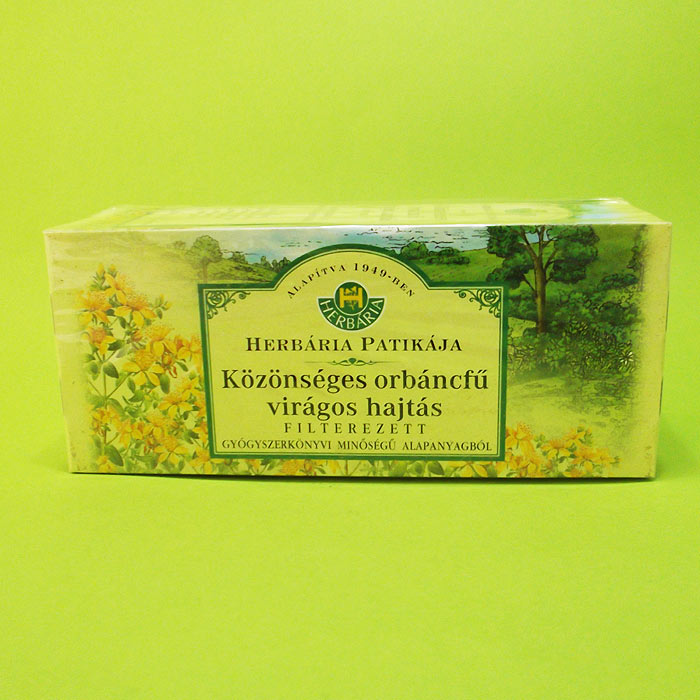 ALAPÍTVA 1949-BEN
HERBÁRIA
HERBÁRIA PATIKÁJA
Közönséges orbáncfű
virágos hajtás
FILTEREZETT
GYÓGYSZERKÖNYVI MINŐSÉGŰ ALAPANYAGBÓL